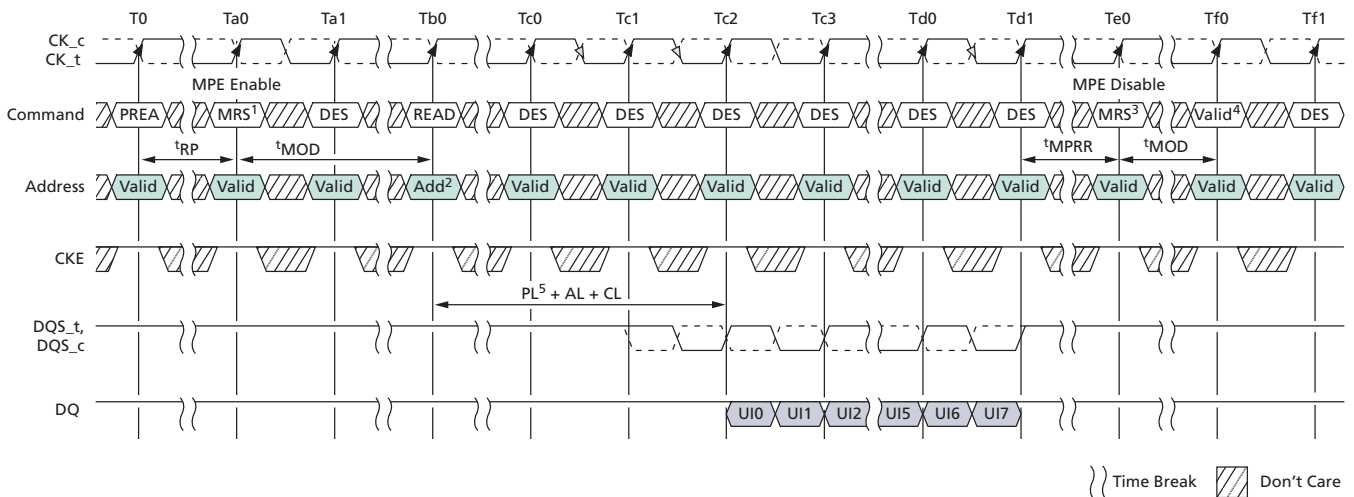 T0 Ta0 Ta1 Tb0 Tc0 Tc1 Tc2 Tc3 Td0 Td1 Te0 Tf0 Tf1
CK_c
CK_t
MPE Enable MPE Disable
Command PREA MRS1 DES READ DES DES DES DES DES DES MRS3 Valid4 DES
tRP tMOD tMPRR tMOD
Address Valid Valid Valid Add2 Valid Valid Valid Valid Valid Valid Valid Valid Valid
CKE
PL5 + AL + CL
DQS_t,
DQS_c
DQ UI0 UI1 UI2 UI5 UI6 UI7
Time Break Don't Care